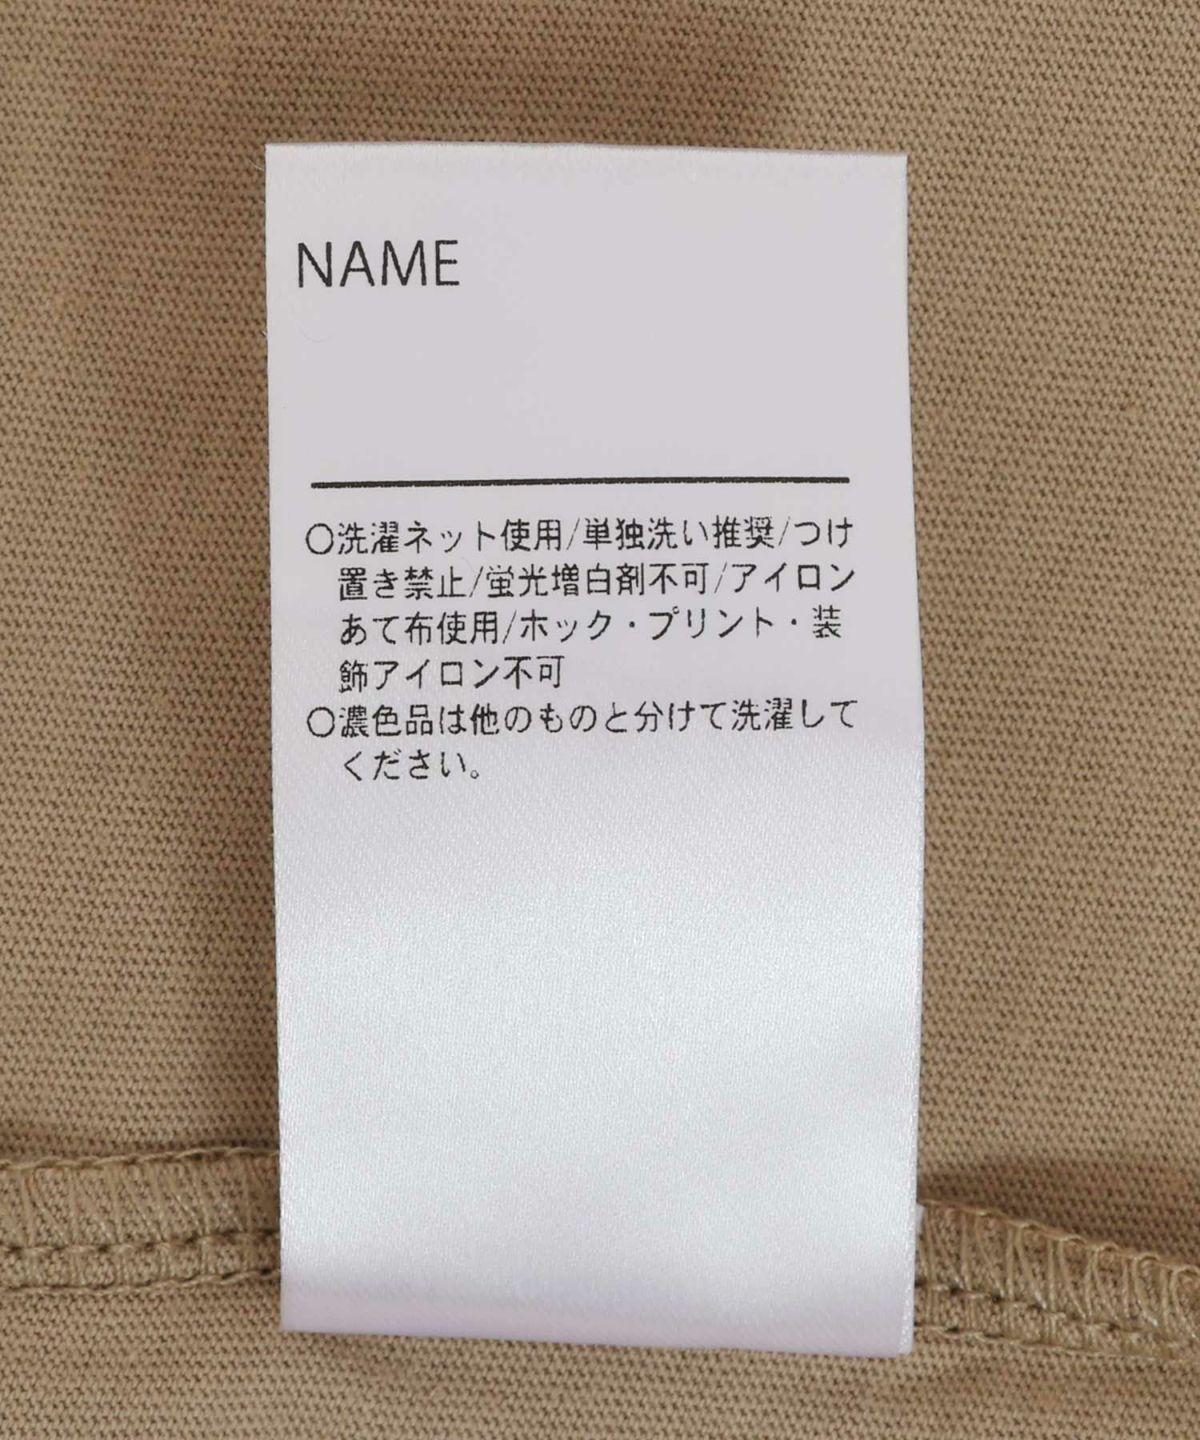 NAME
○洗濯ネット使用/単独洗い推奨/つけ
置き禁止/蛍光増白剤不可/アイロン
あて布使用/ホック・プリント・装
飾アイロン不可
○濃色品は他のものと分けて洗濯して
ください。